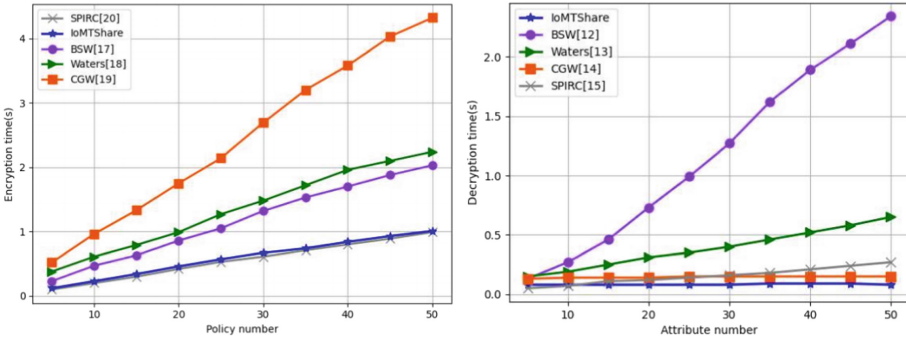 SPIRC[20]
IoMTShare
BSW[17]
Waters[18]
CGW[19]
4
3
2
1
0
10 20 30 40 50
Encryption time(s)
Policy number
IoMTShare
BSW[12]
Waters[13]
CGW[14]
SPIRC[15]
2.0
1.5
1.0
0.5
0.0
10 20 30 40 50
Decryption time(s)
Attribute number